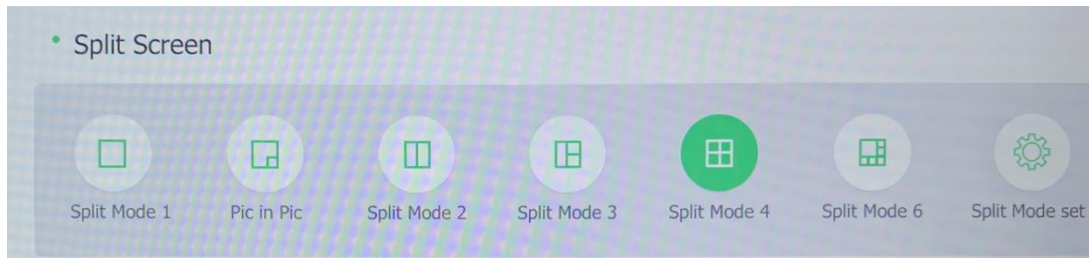 Split Screen
Split Mode 1
Pic in Pic
Split Mode 2
Split Mode 3
Split Mode 4
Split Mode 6
Split Mode set